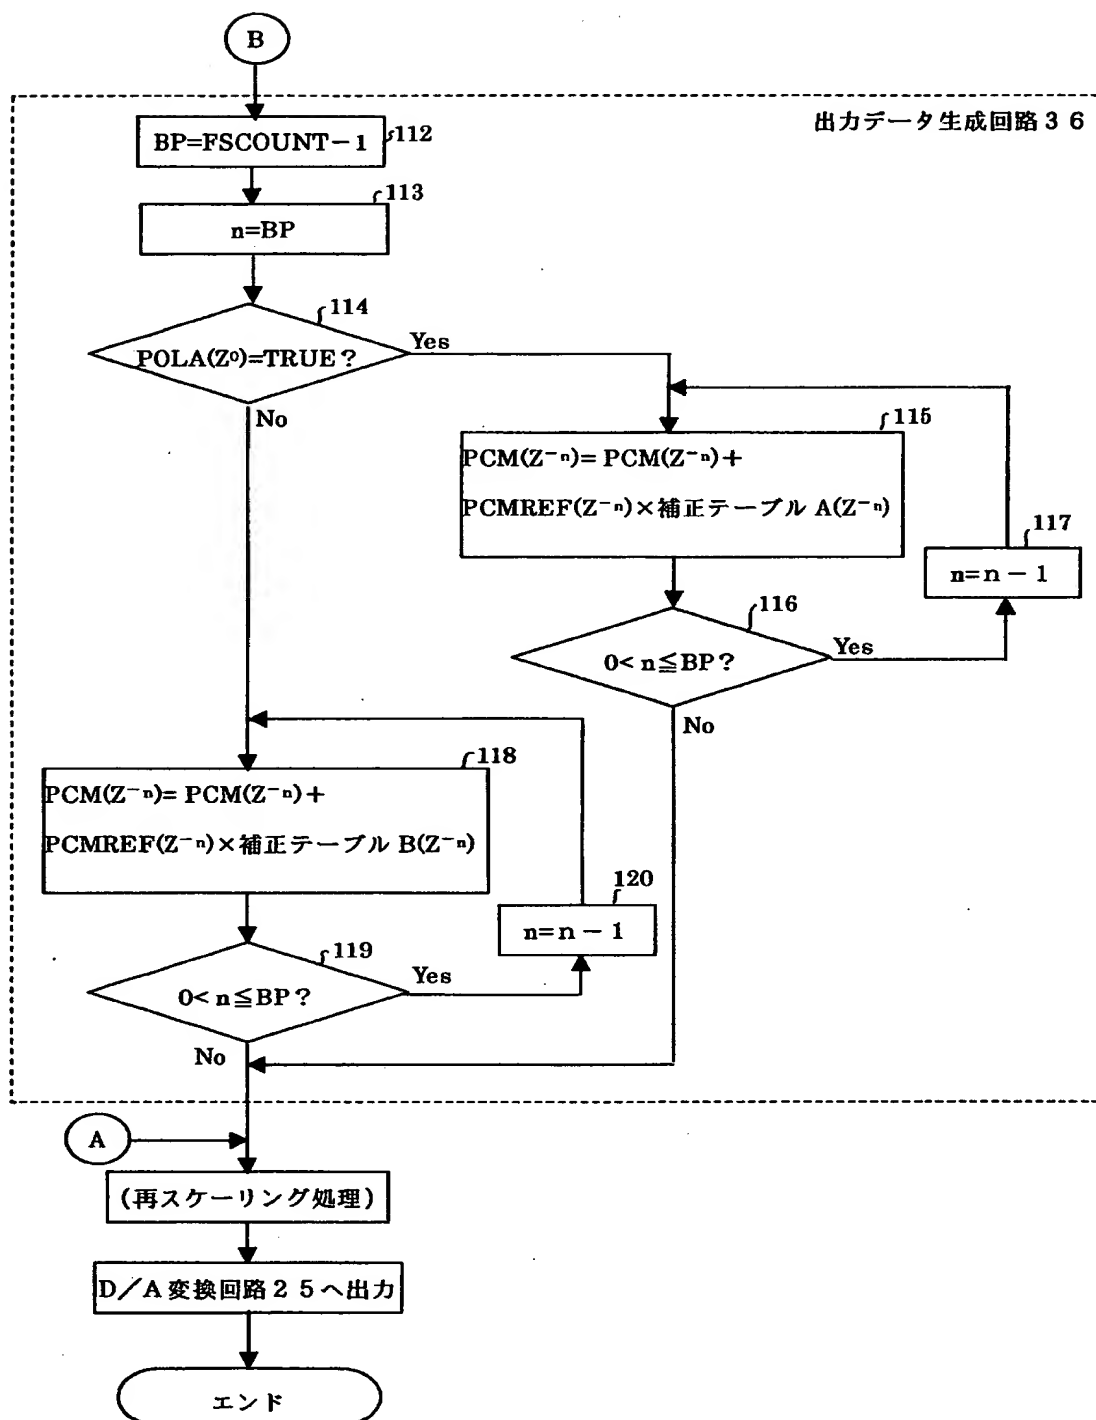 B
出力データ生成回路３６
BP=FSCOUNT−1
112
113
n=BP
114
POLA(Z⁰)=TRUE？
Yes
No
115
PCM(Z⁻ⁿ)= PCM(Z⁻ⁿ)＋
PCMREF(Z⁻ⁿ)×補正テーブル A(Z⁻ⁿ)
117
n=ｎ−１
116
0< n≦BP？
Yes
No
118
PCM(Z⁻ⁿ)= PCM(Z⁻ⁿ)＋
PCMREF(Z⁻ⁿ)×補正テーブル B(Z⁻ⁿ)
120
n=ｎ−１
119
0< n≦BP？
Yes
No
A
(再スケーリング処理)
D／A 変換回路２５へ出力
エンド